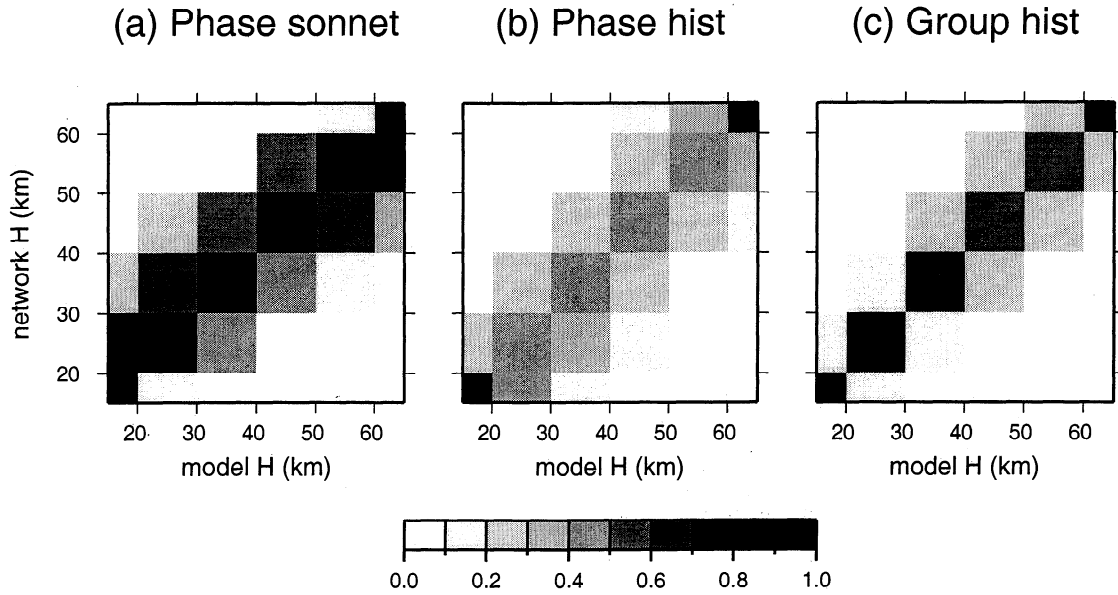 (a) Phase sonnet
(b) Phase hist
(c) Group hist
network H (km)
60
50
40
30
20
20 30 40 50 60
20 30 40 50 60
20 30 40 50 60
model H (km)
model H (km)
model H (km)
0.0 0.2 0.4 0.6 0.8 1.0